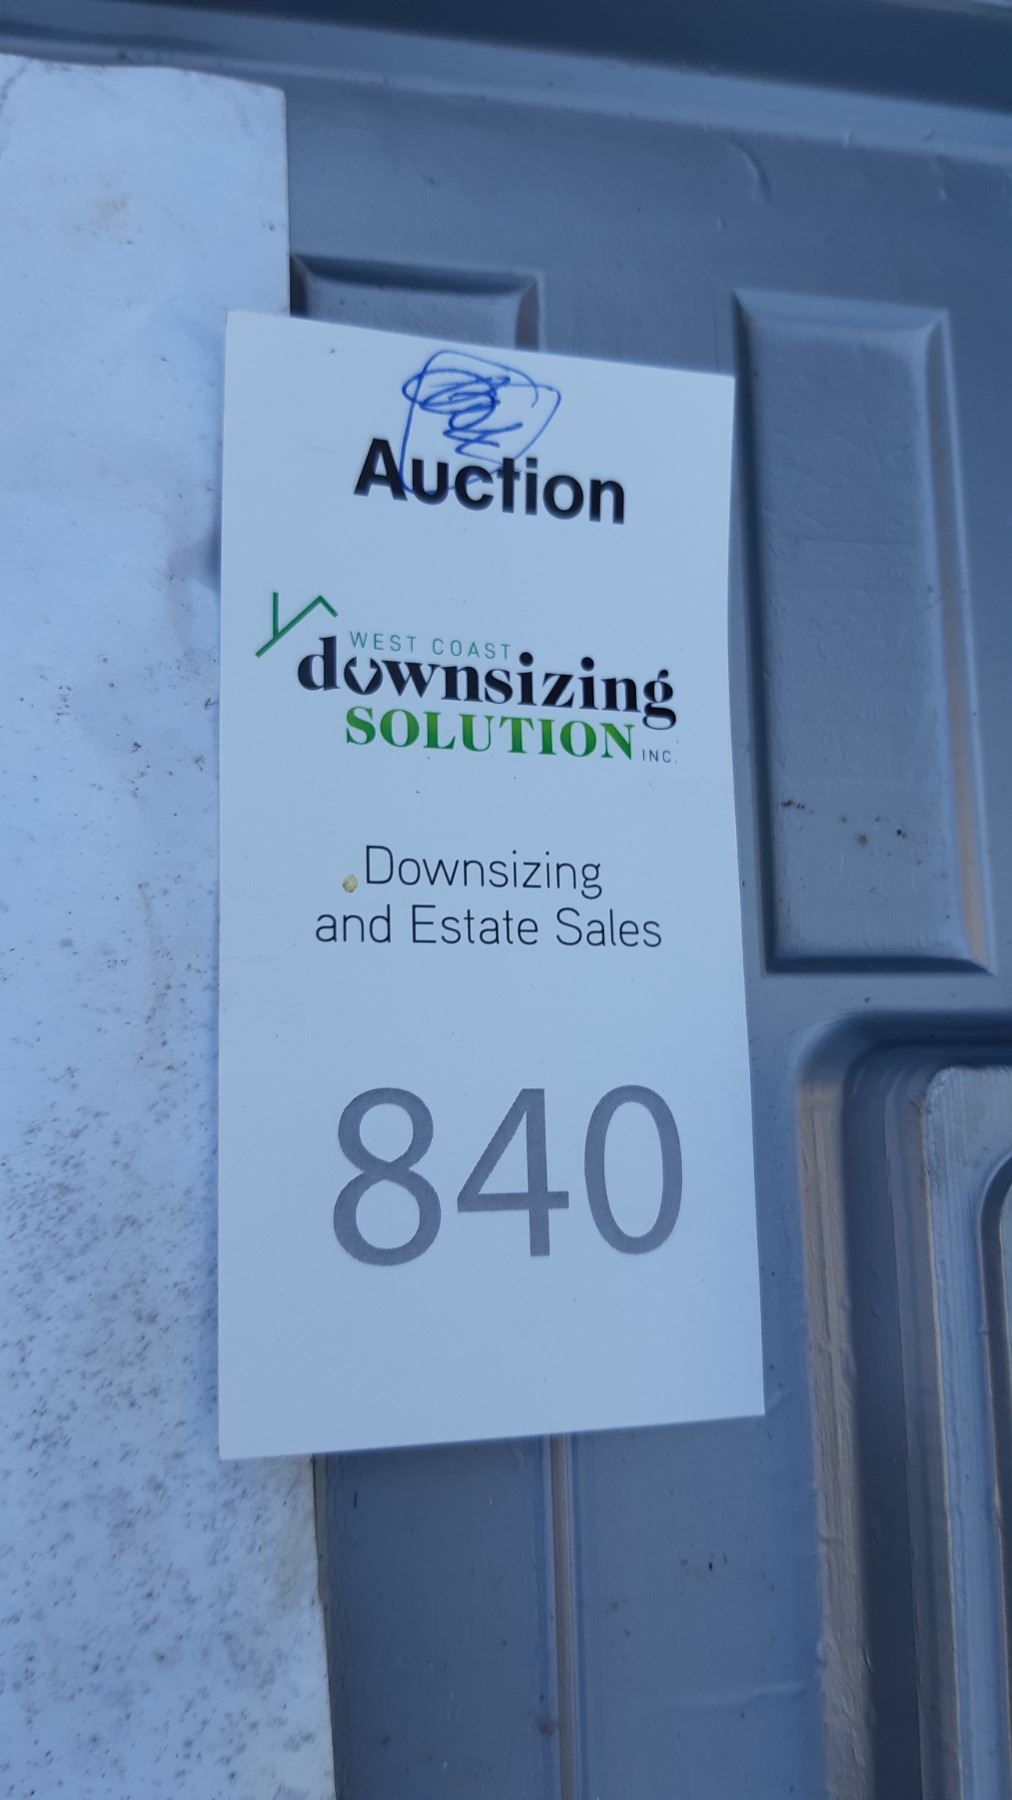 Auction
WEST COAST
downsizing
SOLUTION INC.
Downsizing
and Estate Sales
840